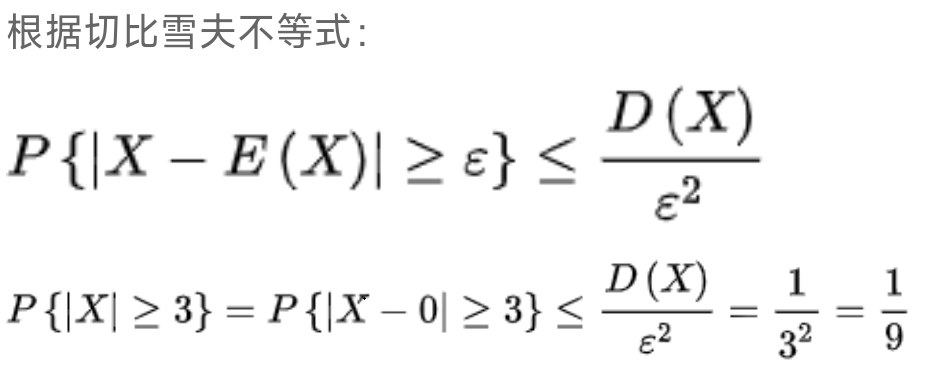 根据切比雪夫不等式:
P{|X − E(X)| ≥ ε} ≤ D(X)/ε²
P{|X| ≥ 3} = P{|X − 0| ≥ 3} ≤ D(X)/ε² = 1/3² = 1/9